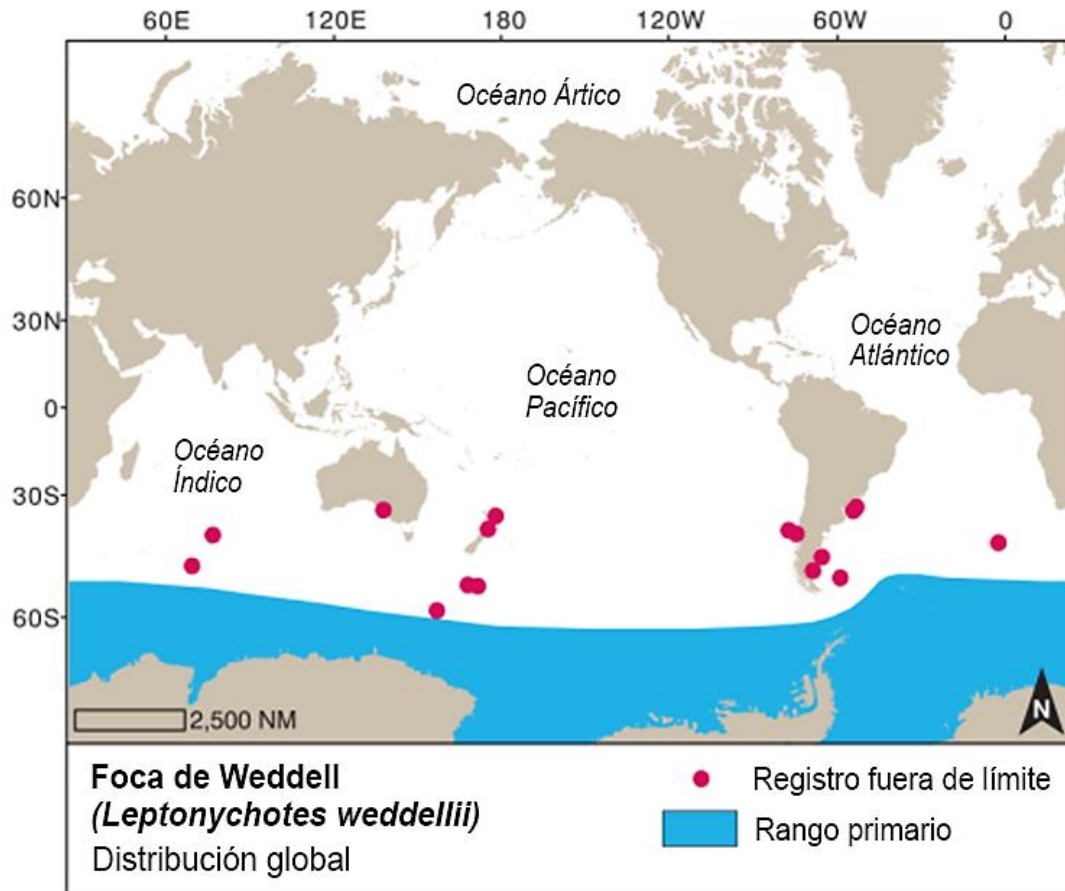 60E 120E 180 120W 60W 0
Océano Ártico
60N
30N
Océano
Atlántico
Océano
Pacífico
0
Océano
Índico
30S
60S
2,500 NM
N
Foca de Weddell
(Leptonychotes weddellii)
Distribución global
Registro fuera de límite
Rango primario